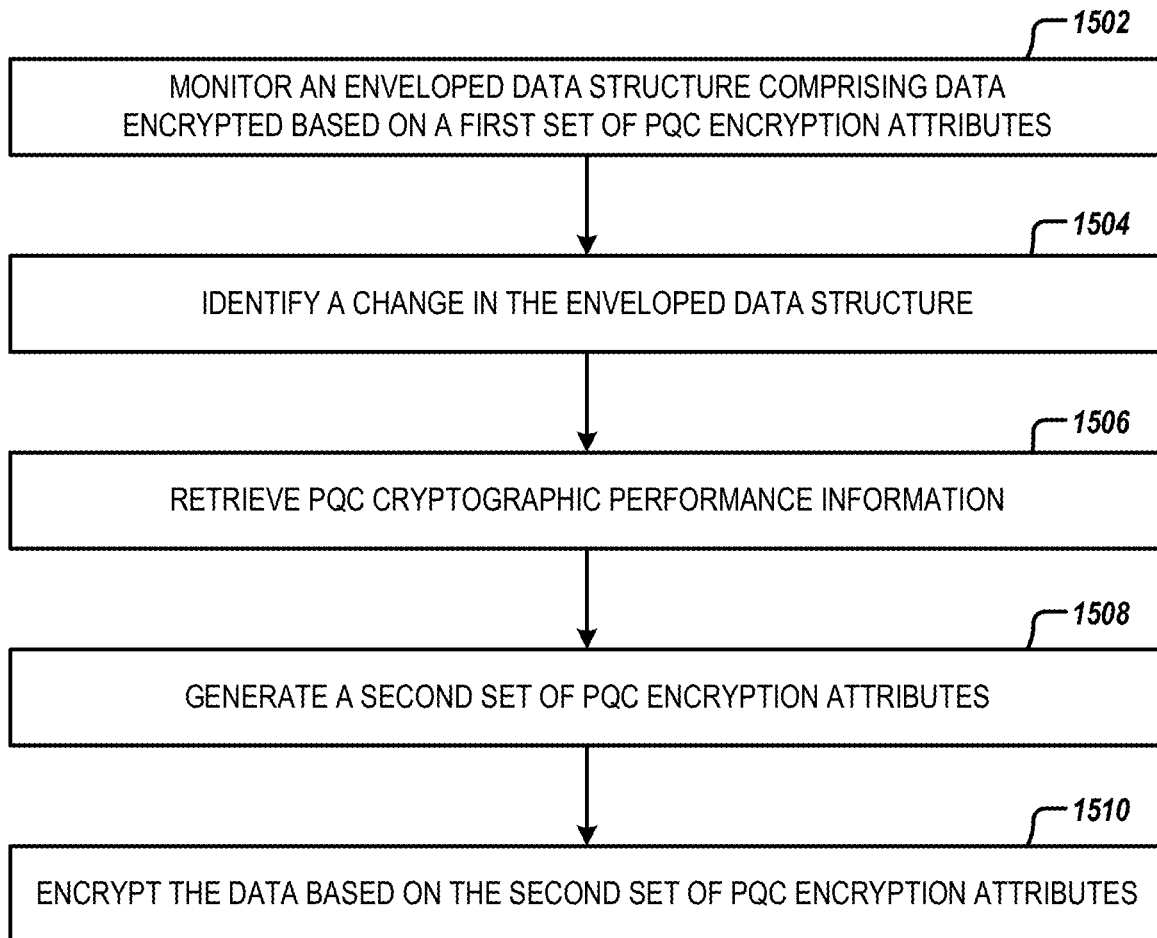 1502
MONITOR AN ENVELOPED DATA STRUCTURE COMPRISING DATA
ENCRYPTED BASED ON A FIRST SET OF PQC ENCRYPTION ATTRIBUTES
1504
IDENTIFY A CHANGE IN THE ENVELOPED DATA STRUCTURE
1506
RETRIEVE PQC CRYPTOGRAPHIC PERFORMANCE INFORMATION
1508
GENERATE A SECOND SET OF PQC ENCRYPTION ATTRIBUTES
1510
ENCRYPT THE DATA BASED ON THE SECOND SET OF PQC ENCRYPTION ATTRIBUTES